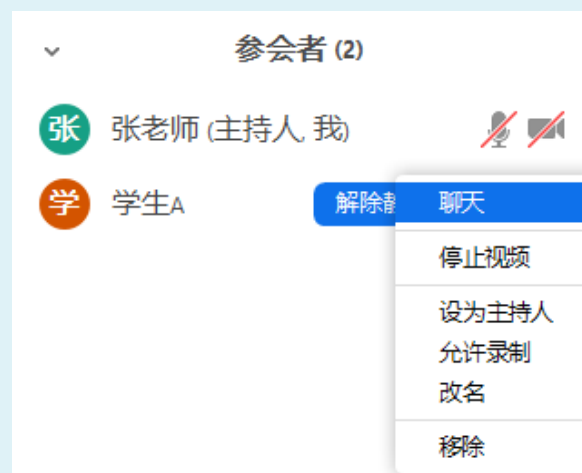 参会者 (2)
张 张老师 (主持人, 我)
学 学生A 解除
聊天
停止视频
设为主持人
允许录制
改名
移除